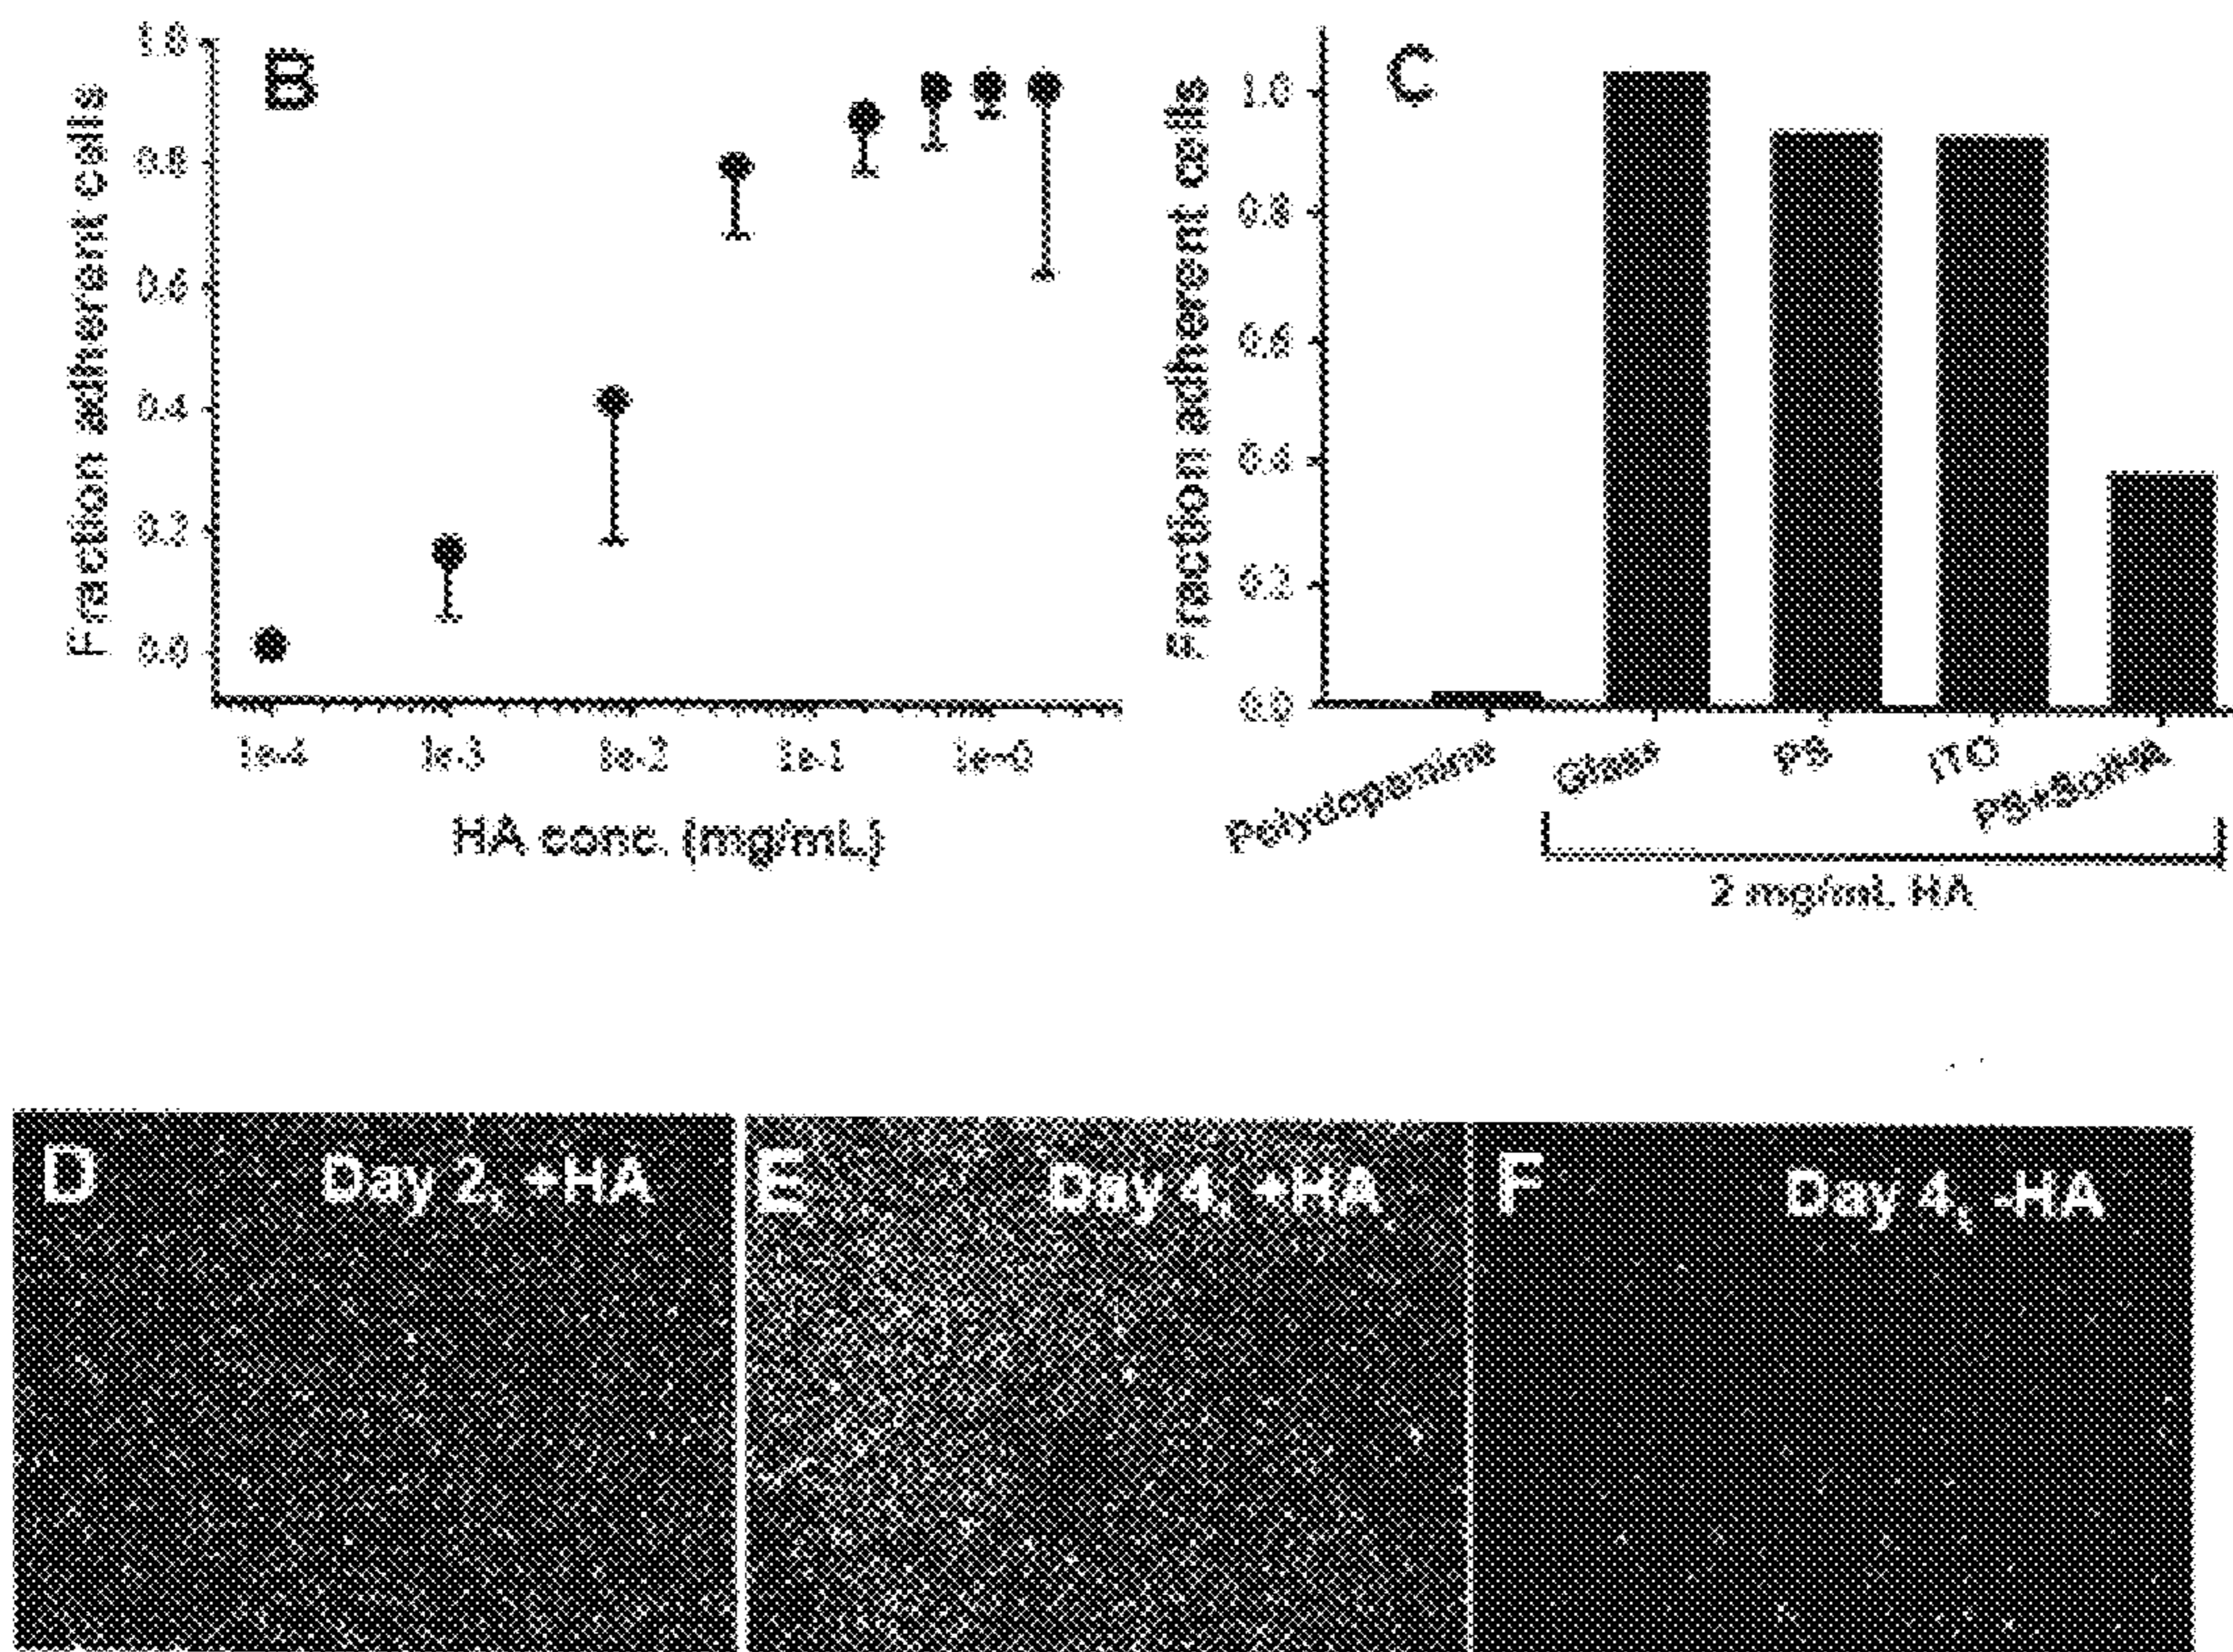 B
Fraction adherent cells
1.0
0.8
0.6
0.4
0.2
0.0
1e-4 1e-3 1e-2 1e-1 1e+0
HA conc. (mg/mL)
C
Fraction adherent cells
1.0
0.8
0.6
0.4
0.2
0.0
Polydopamine Glass PS ITO PS+SolHA
2 mg/mL HA
D Day 2, +HA
E Day 4, +HA
F Day 4, -HA